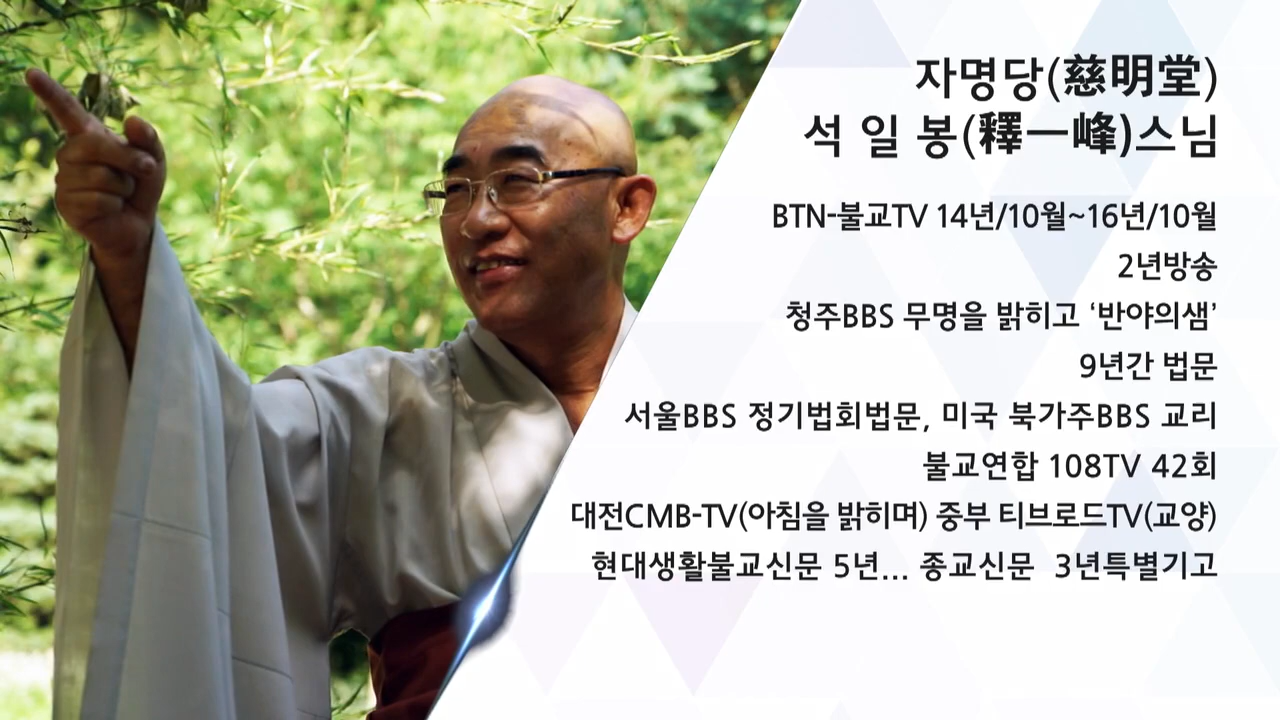 자명당(慈明堂)
석 일 봉(釋一峰)스님
BTN-불교TV 14년/10월~16년/10월
2년방송
청주BBS 무명을 밝히고 ‘반야의샘’
9년간 법문
서울BBS 정기법회법문, 미국 북가주BBS 교리
불교연합 108TV 42회
대전CMB-TV(아침을 밝히며) 중부 티브로드TV(교양)
현대생활불교신문 5년... 종교신문 3년특별기고